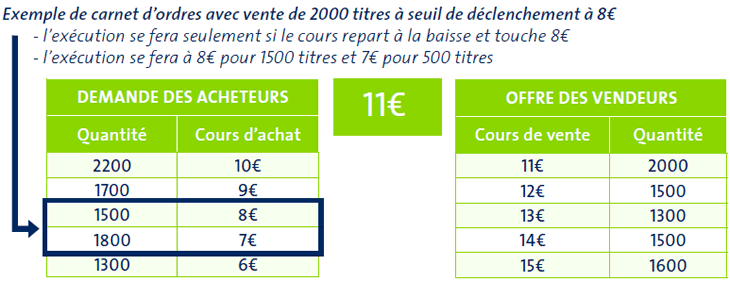 Exemple de carnet d'ordres avec vente de 2000 titres à seuil de déclenchement à 8€
- l'exécution se fera seulement si le cours repart à la baisse et touche 8€
- l'exécution se fera à 8€ pour 1500 titres et 7€ pour 500 titres
DEMANDE DES ACHETEURS
Quantité Cours d'achat
2200 10€
1700 9€
1500 8€
1800 7€
1300 6€
11€
OFFRE DES VENDEURS
Cours de vente Quantité
11€ 2000
12€ 1500
13€ 1300
14€ 1500
15€ 1600